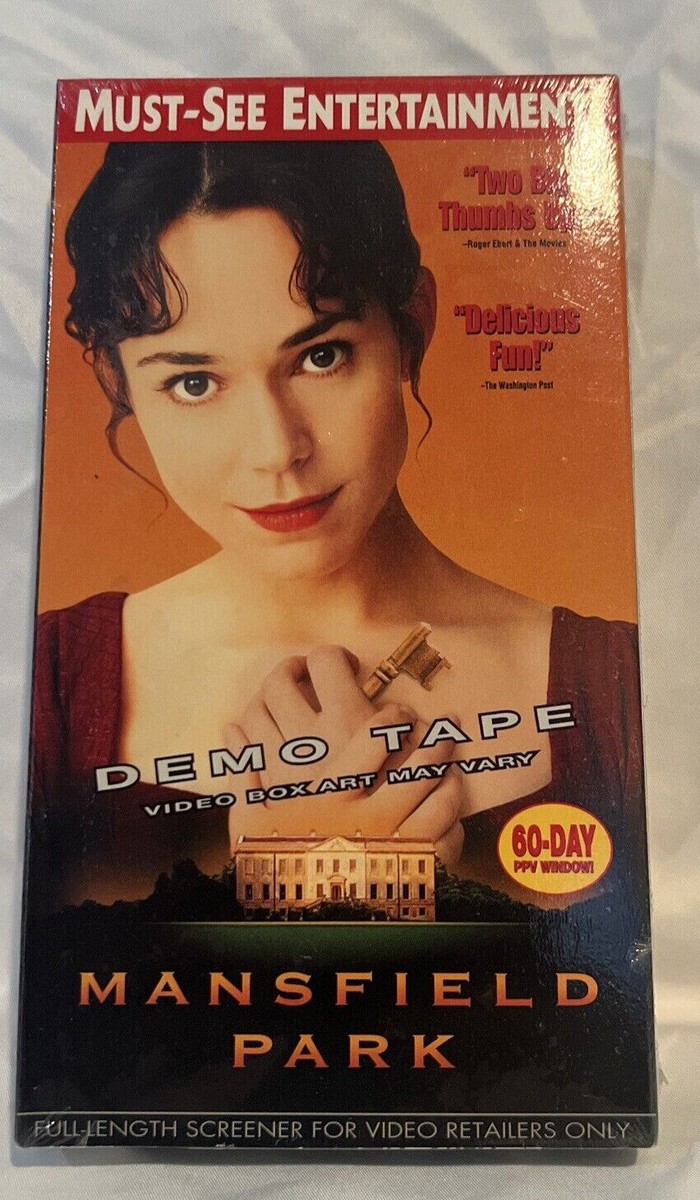 MUST-SEE ENTERTAINMENT
"Two
Thumbs
–Roger Ebert & The Movies
"Delicious
Fun!"
–The Washington Post
DEMO TAPE
VIDEO BOX ART MAY VARY
60-DAY
PPV WINDOW!
MANSFIELD
PARK
FULL-LENGTH SCREENER FOR VIDEO RETAILERS ONLY